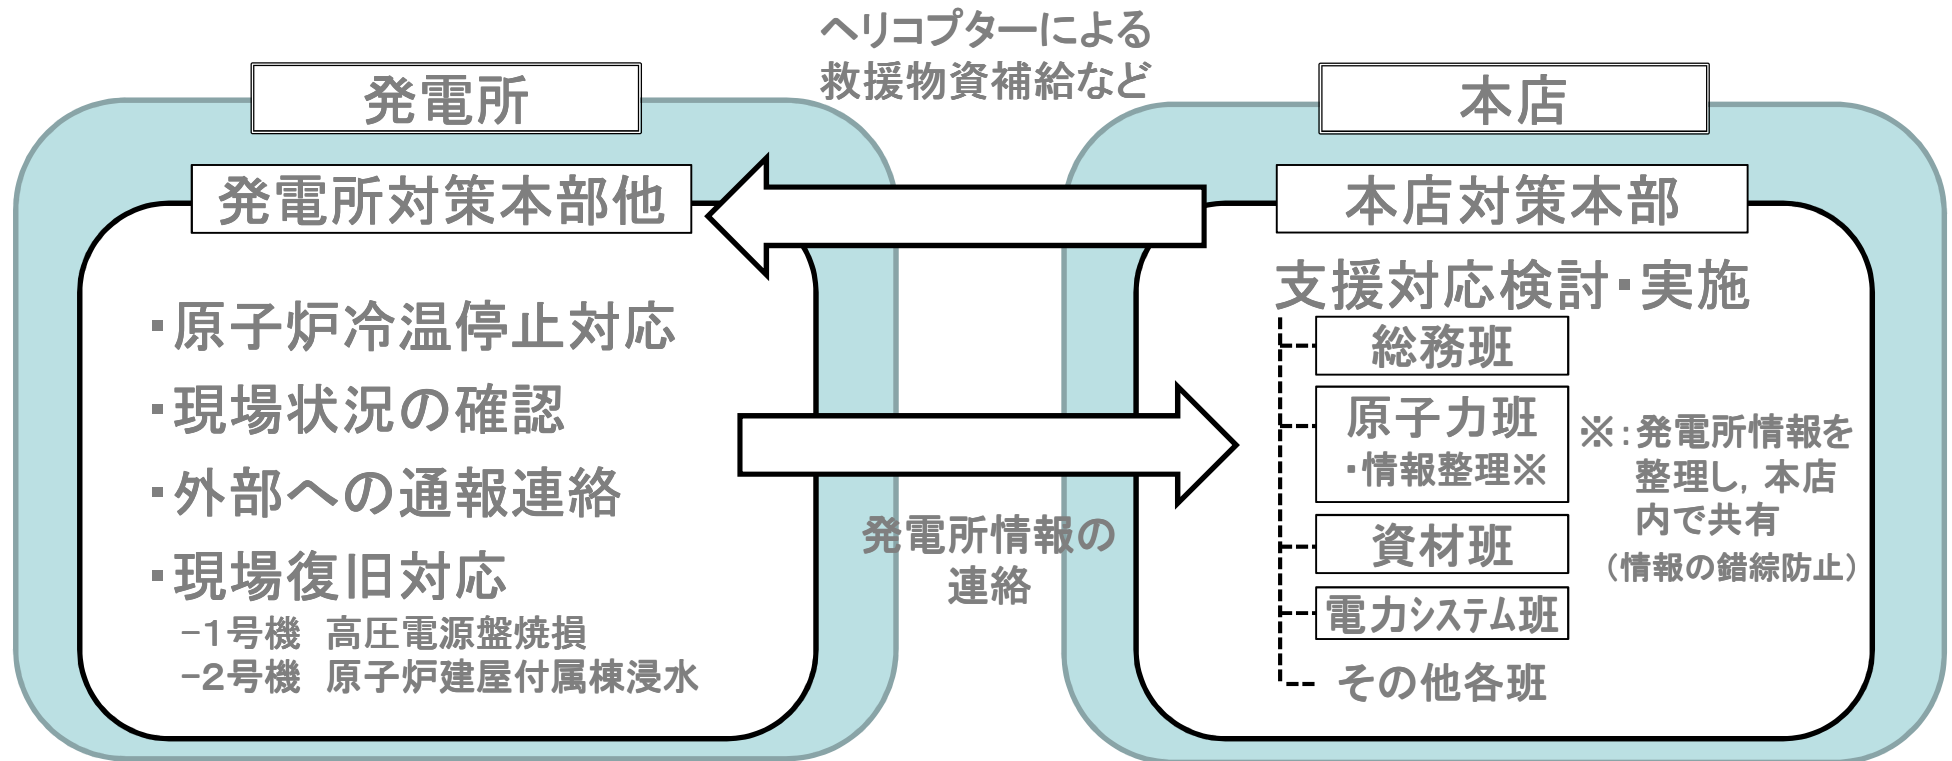 ヘリコプターによる
救援物資補給など
発電所
発電所対策本部他
・原子炉冷温停止対応
・現場状況の確認
・外部への通報連絡
・現場復旧対応
−1号機　高圧電源盤焼損
−2号機　原子炉建屋付属棟浸水
発電所情報の
連絡
本店
本店対策本部
支援対応検討・実施
総務班
原子力班
・情報整理※
資材班
電力システム班
その他各班
※：発電所情報を
整理し，本店
内で共有
（情報の錯綜防止）